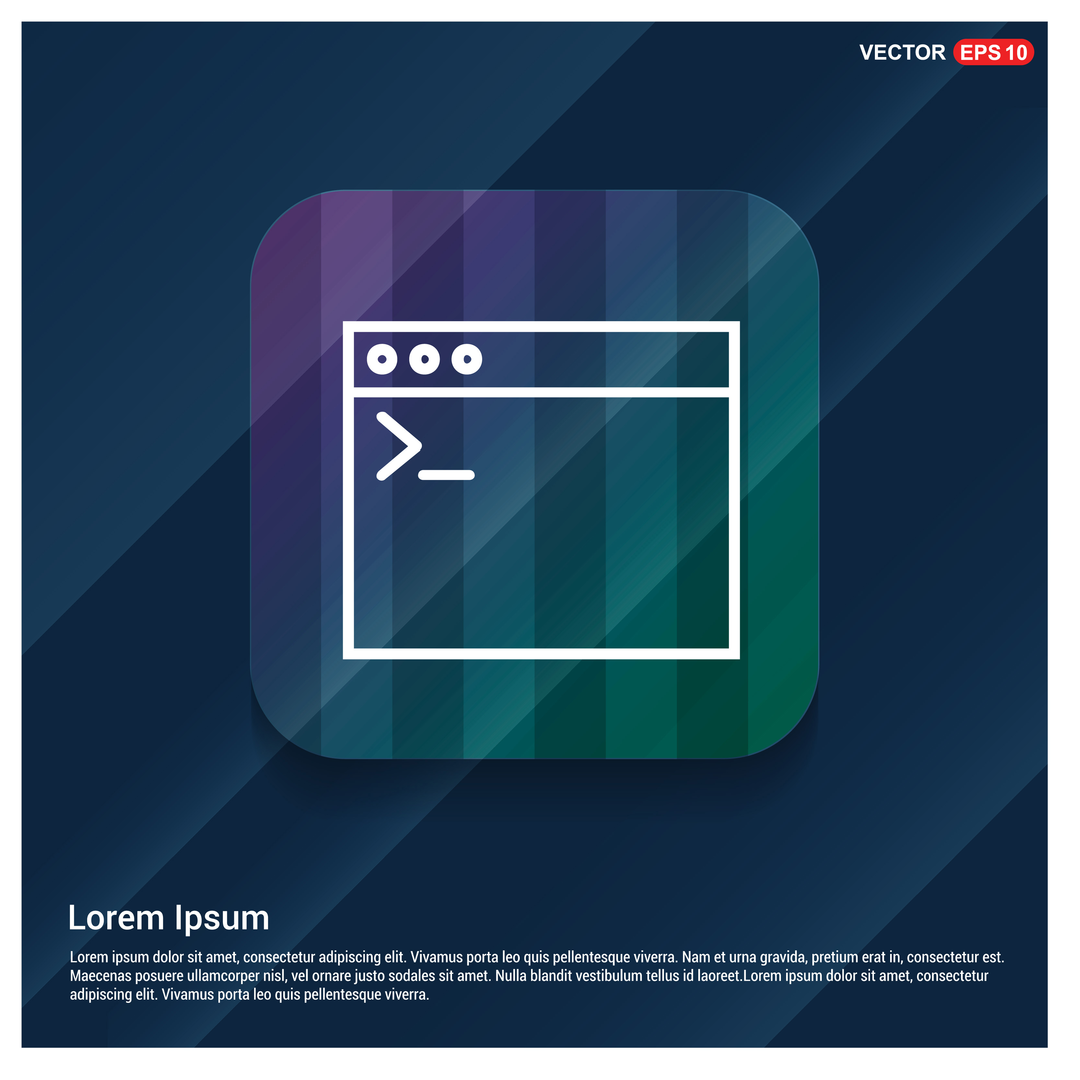 VECTOR EPS 10
>_
Lorem Ipsum
Lorem ipsum dolor sit amet, consectetur adipiscing elit. Vivamus porta leo quis pellentesque viverra. Nam et urna gravida, pretium erat in, consectetur est.
Maecenas posuere ullamcorper nisl, vel ornare justo sodales sit amet. Nulla blandit vestibulum tellus id laoreet.Lorem ipsum dolor sit amet, consectetur
adipiscing elit. Vivamus porta leo quis pellentesque viverra.